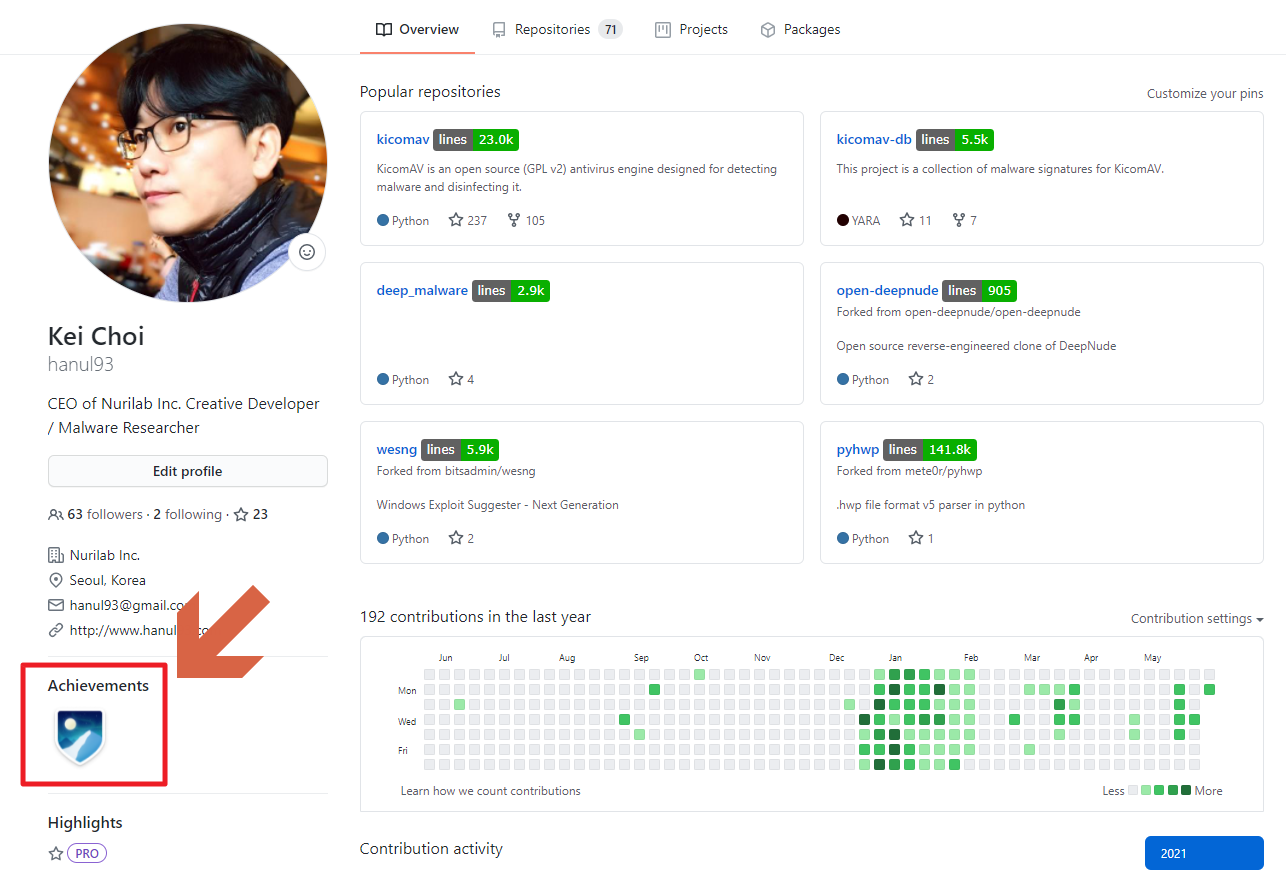 Overview
Repositories 71
Projects
Packages
Kei Choi
hanul93
CEO of Nurilab Inc. Creative Developer
/ Malware Researcher
Edit profile
63 followers · 2 following · 23
Nurilab Inc.
Seoul, Korea
hanul93@gmail.co
http://www.hanul
Achievements
Highlights
PRO
Popular repositories
Customize your pins
kicomav lines 23.0k
KicomAV is an open source (GPL v2) antivirus engine designed for detecting
malware and disinfecting it.
Python 237 105
kicomav-db lines 5.5k
This project is a collection of malware signatures for KicomAV.
YARA 11 7
deep_malware lines 2.9k
Python 4
open-deepnude lines 905
Forked from open-deepnude/open-deepnude
Open source reverse-engineered clone of DeepNude
Python 2
wesng lines 5.9k
Forked from bitsadmin/wesng
Windows Exploit Suggester - Next Generation
Python 2
pyhwp lines 141.8k
Forked from mete0r/pyhwp
.hwp file format v5 parser in python
Python 1
192 contributions in the last year
Contribution settings
Jun Jul Aug Sep Oct Nov Dec Jan Feb Mar Apr May
Mon
Wed
Fri
Learn how we count contributions
Less More
Contribution activity
2021